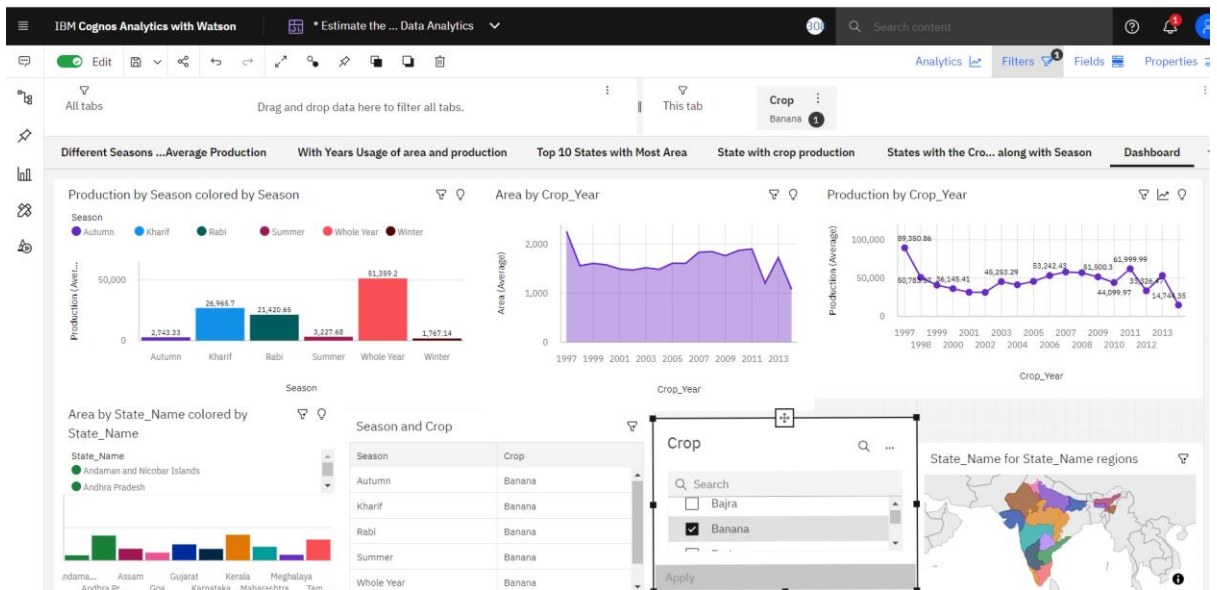 IBM Cognos Analytics with Watson
* Estimate the ... Data Analytics
308
Search content
1
Edit
Analytics
Filters
1
Fields
Properties
All tabs
Drag and drop data here to filter all tabs.
This tab
Crop
Banana 1
Different Seasons ...Average Production
With Years Usage of area and production
Top 10 States with Most Area
State with crop production
States with the Cro... along with Season
Dashboard
Production by Season colored by Season
Season
Autumn Kharif Rabi Summer Whole Year Winter
Production (Aver...
50,000
0
2,743.33
26,965.7
21,420.65
3,227.68
51,359.2
1,767.14
Autumn Kharif Rabi Summer Whole Year Winter
Season
Area by Crop_Year
Area (Average)
2,000
1,000
0
1997 1999 2001 2003 2005 2007 2009 2011 2013
Crop_Year
Production by Crop_Year
Production (Average)
100,000
50,000
0
89,350.86
36,145.41
45,253.29
53,242.43
51,500.3
44,099.97
61,999.99
14,744.35
1997 1999 2001 2003 2005 2007 2009 2011 2013
1998 2000 2002 2004 2006 2008 2010 2012
Crop_Year
Area by State_Name colored by
State_Name
State_Name
Andaman and Nicobar Islands
Andhra Pradesh
Assam Gujarat Kerala Meghalaya
Season and Crop
Season Crop
Autumn Banana
Kharif Banana
Rabi Banana
Summer Banana
Whole Year Banana
Crop
Search
Bajra
Banana
Apply
State_Name for State_Name regions